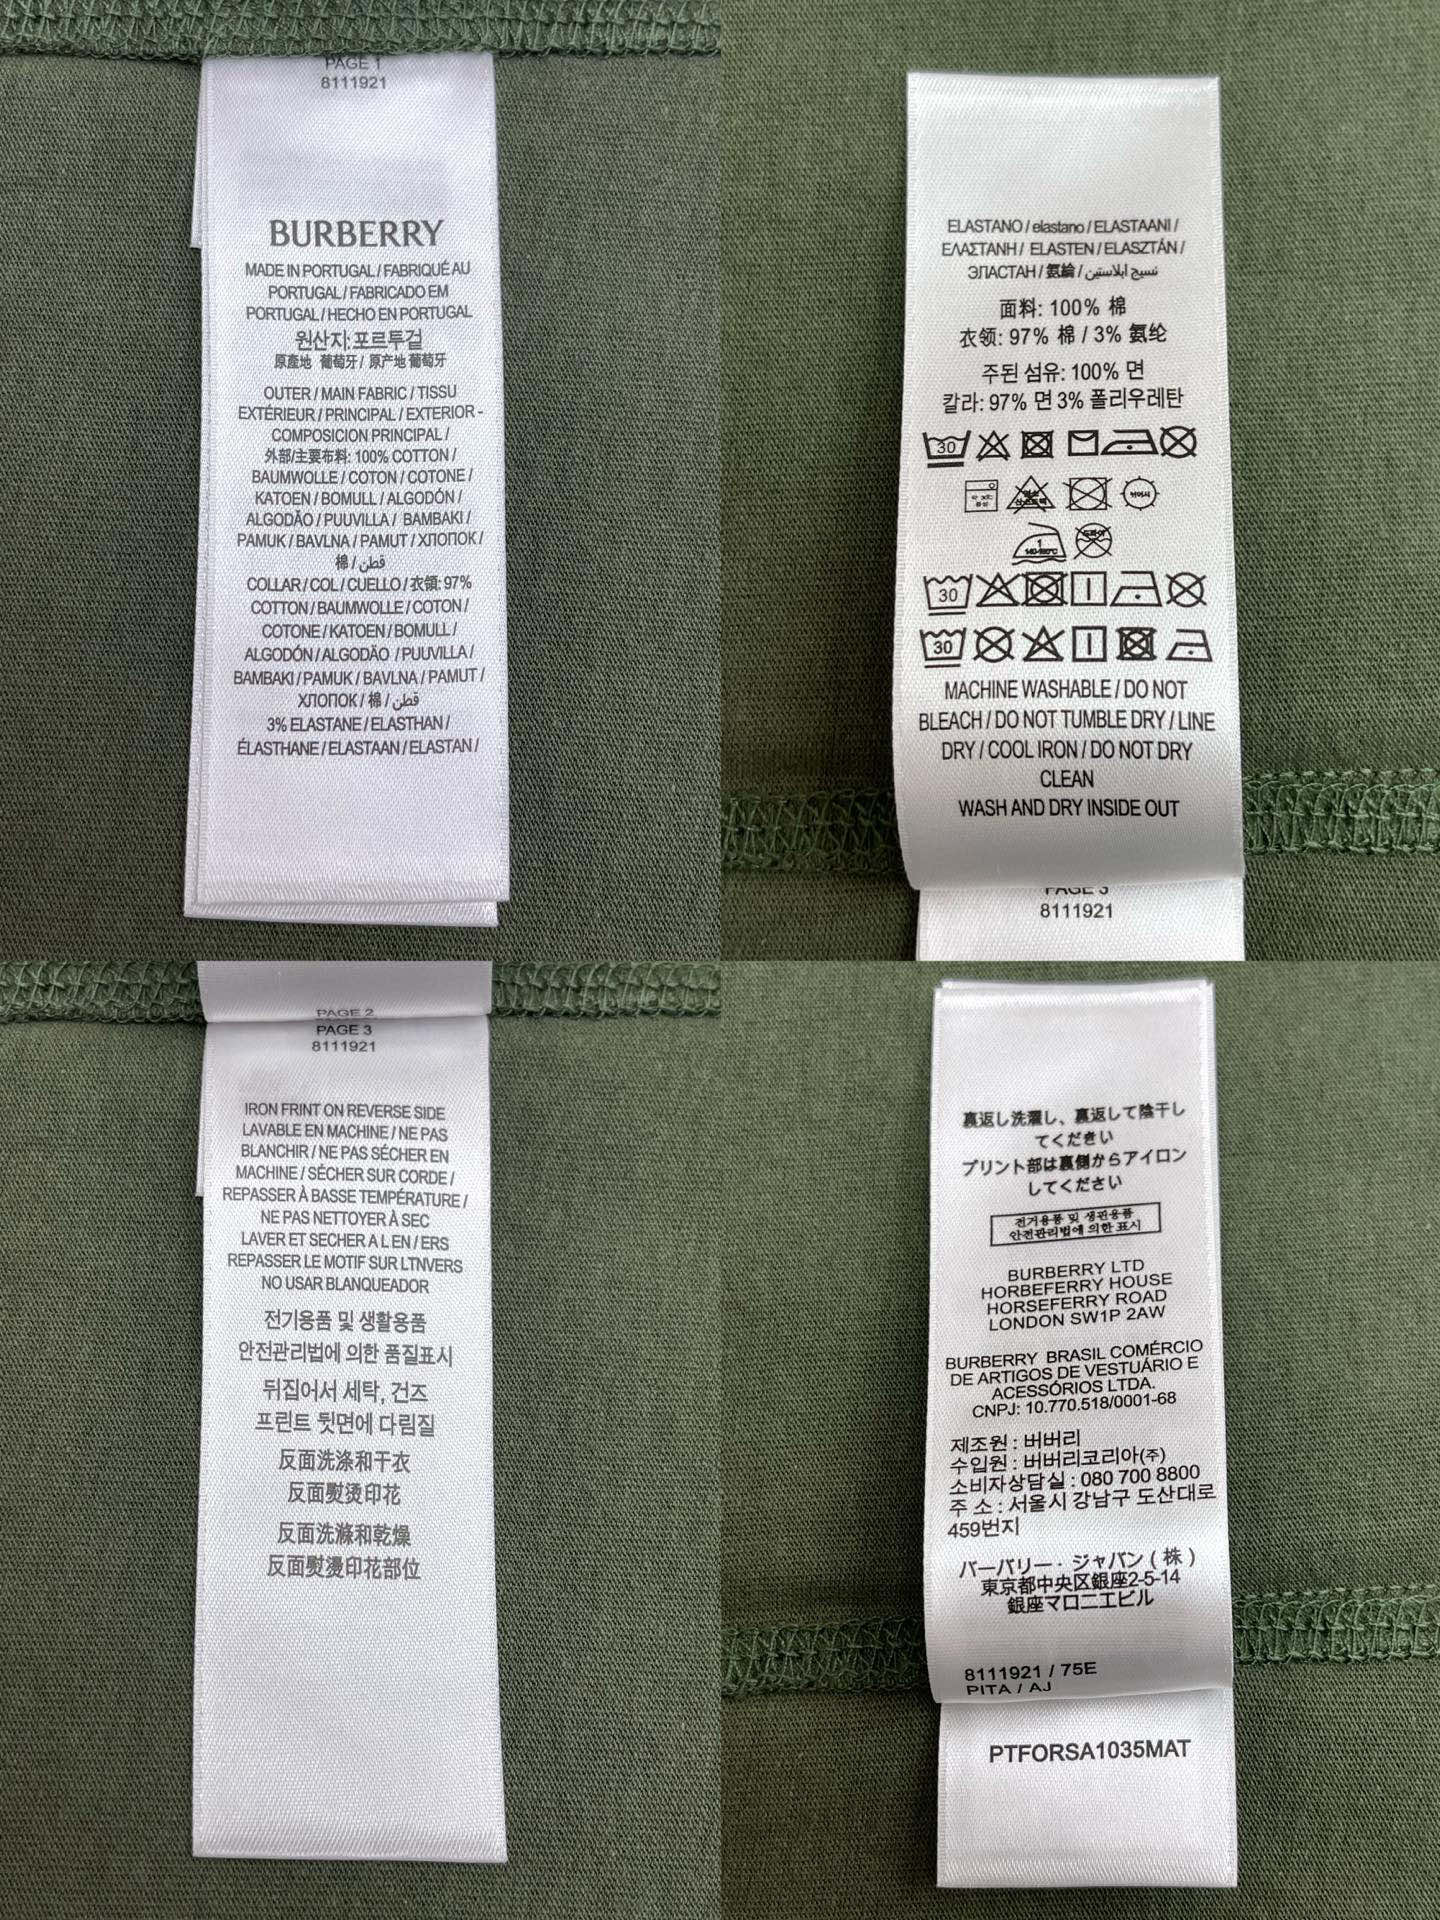 PAGE 1
8111921
BURBERRY
MADE IN PORTUGAL / FABRIQUÉ AU
PORTUGAL / FABRICADO EM
PORTUGAL / HECHO EN PORTUGAL
원산지: 포르투겉
原產地 葡萄牙 / 原产地 葡萄牙
OUTER / MAIN FABRIC / TISSU
EXTÉRIEUR / PRINCIPAL / EXTERIOR -
COMPOSICION PRINCIPAL /
外部/主要布料: 100% COTTON /
BAUMWOLLE / COTON / COTONE /
KATOEN / BOMULL / ALGODÓN /
ALGODÃO / PUUVILLA / BAMBAKI /
PAMUK / BAVLNA / PAMUT / ХЛОПОК /
棉 / قطن
COLLAR / COL / CUELLO / 衣領: 97%
COTTON / BAUMWOLLE / COTON /
COTONE / KATOEN / BOMULL /
ALGODÓN / ALGODÃO / PUUVILLA /
BAMBAKI / PAMUK / BAVLNA / PAMUT /
ХЛОПОК / 棉 / قطن
3% ELASTANE / ELASTHAN /
ÉLASTHANE / ELASTAAN / ELASTAN /
ELASTANO / elastano / ELASTAANI /
ΕΛΑΣΤΑΝΗ / ELASTEN / ELASZTÁN /
ЭЛАСТАН / 氨綸 / نسيج ايلاستين
面料: 100% 棉
衣领: 97% 棉 / 3% 氨纶
주된 섬유: 100% 면
칼라: 97% 면 3% 폴리우레탄
30
1
30
30
MACHINE WASHABLE / DO NOT
BLEACH / DO NOT TUMBLE DRY / LINE
DRY / COOL IRON / DO NOT DRY
CLEAN
WASH AND DRY INSIDE OUT
PAGE 3
8111921
PAGE 2
PAGE 3
8111921
IRON FRINT ON REVERSE SIDE
LAVABLE EN MACHINE / NE PAS
BLANCHIR / NE PAS SÉCHER EN
MACHINE / SÉCHER SUR CORDE /
REPASSER À BASSE TEMPÉRATURE /
NE PAS NETTOYER À SEC
LAVER ET SECHER A L EN / ERS
REPASSER LE MOTIF SUR LTNVERS
NO USAR BLANQUEADOR
전기용품 및 생활용품
안전관리법에 의한 품질표시
뒤집어서 세탁, 건즈
프린트 뒷면에 다림질
反面洗涤和干衣
反面熨烫印花
反面洗滌和乾燥
反面熨燙印花部位
裏返し洗濯し、裏返して陰干し
てください
プリント部は裏側からアイロン
してください
전거용품 및 생핀용품
안전관리법에 의한 표시
BURBERRY LTD
HORBEFERRY HOUSE
HORSEFERRY ROAD
LONDON SW1P 2AW
BURBERRY BRASIL COMÉRCIO
DE ARTIGOS DE VESTUÁRIO E
ACESSÓRIOS LTDA.
CNPJ: 10.770.518/0001-68
제조원 : 버버리
수입원 : 버버리코리아(주)
소비자상담실 : 080 700 8800
주 소 : 서울시 강남구 도산대로
459번지
バーバリー・ジャパン ( 株 )
東京都中央区銀座2-5-14
銀座マロニエビル
8111921 / 75E
PITA / AJ
PTFORSA1035MAT